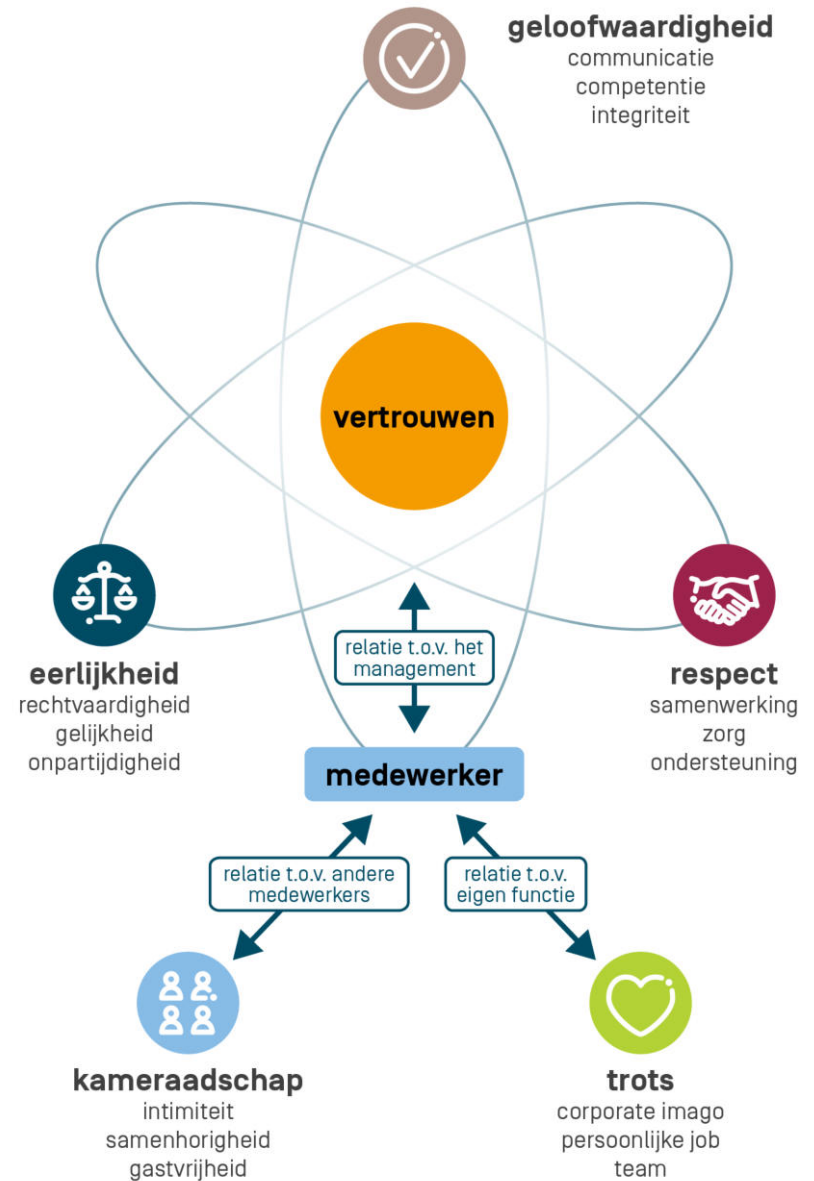 geloofwaardigheid
communicatie
competentie
integriteit
vertrouwen
eerlijkheid
rechtvaardigheid
gelijkheid
onpartijdigheid
relatie t.o.v. het
management
respect
samenwerking
zorg
ondersteuning
medewerker
relatie t.o.v. andere
medewerkers
relatie t.o.v.
eigen functie
kameraadschap
intimiteit
samenhorigheid
gastvrijheid
trots
corporate imago
persoonlijke job
team